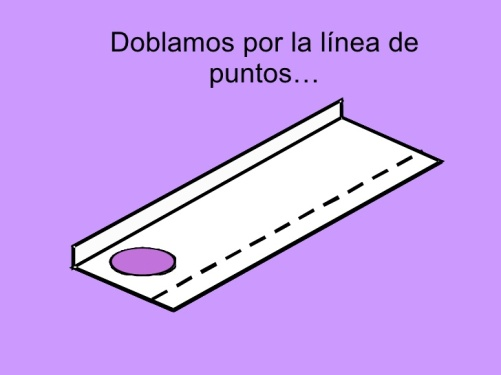 Doblamos por la línea de
puntos…